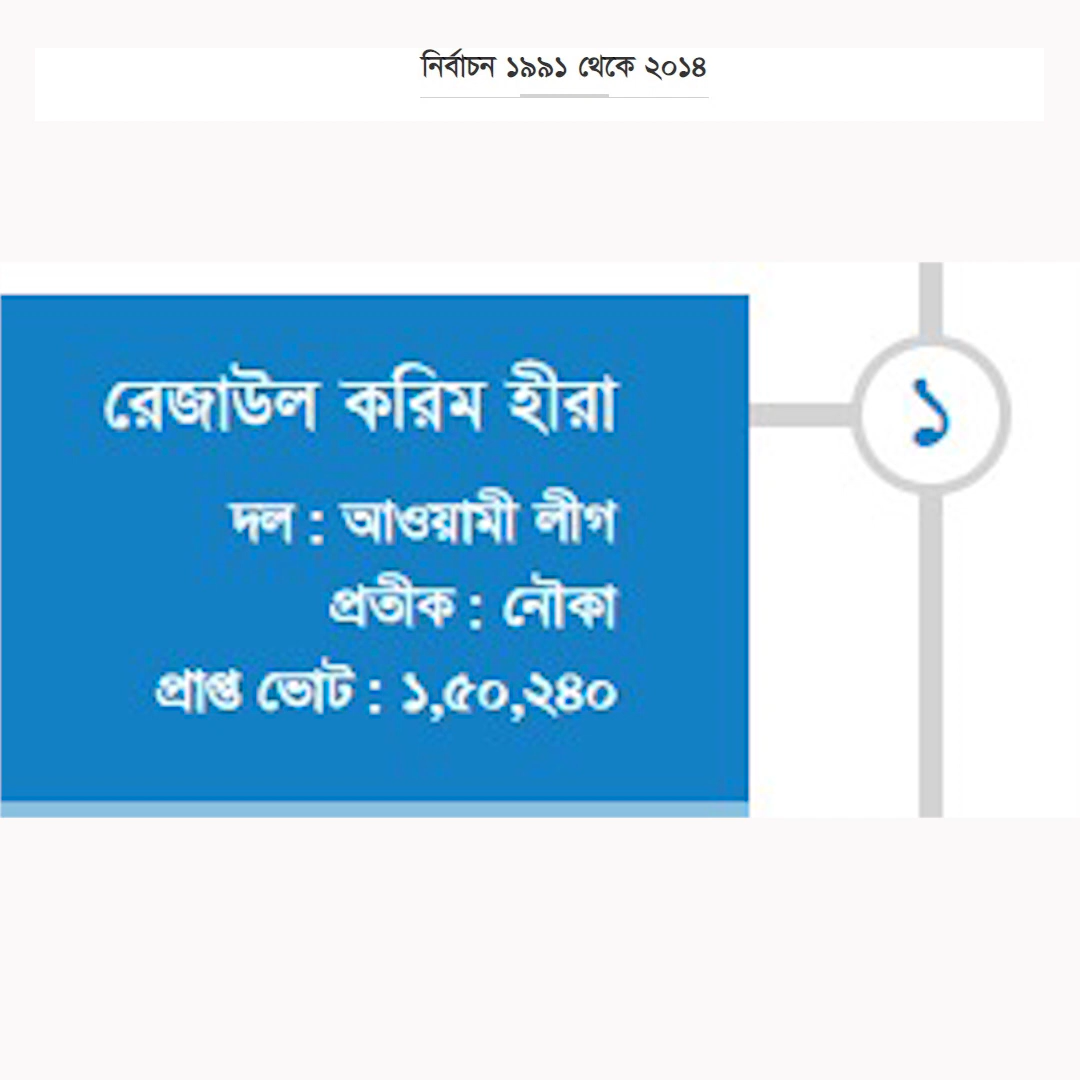 নির্বাচন ১৯৯১ থেকে ২০১৪
রেজাউল করিম হীরা
১
দল : আওয়ামী লীগ
প্রতীক : নৌকা
প্রাপ্ত ভোট : ১,৫০,২৪০